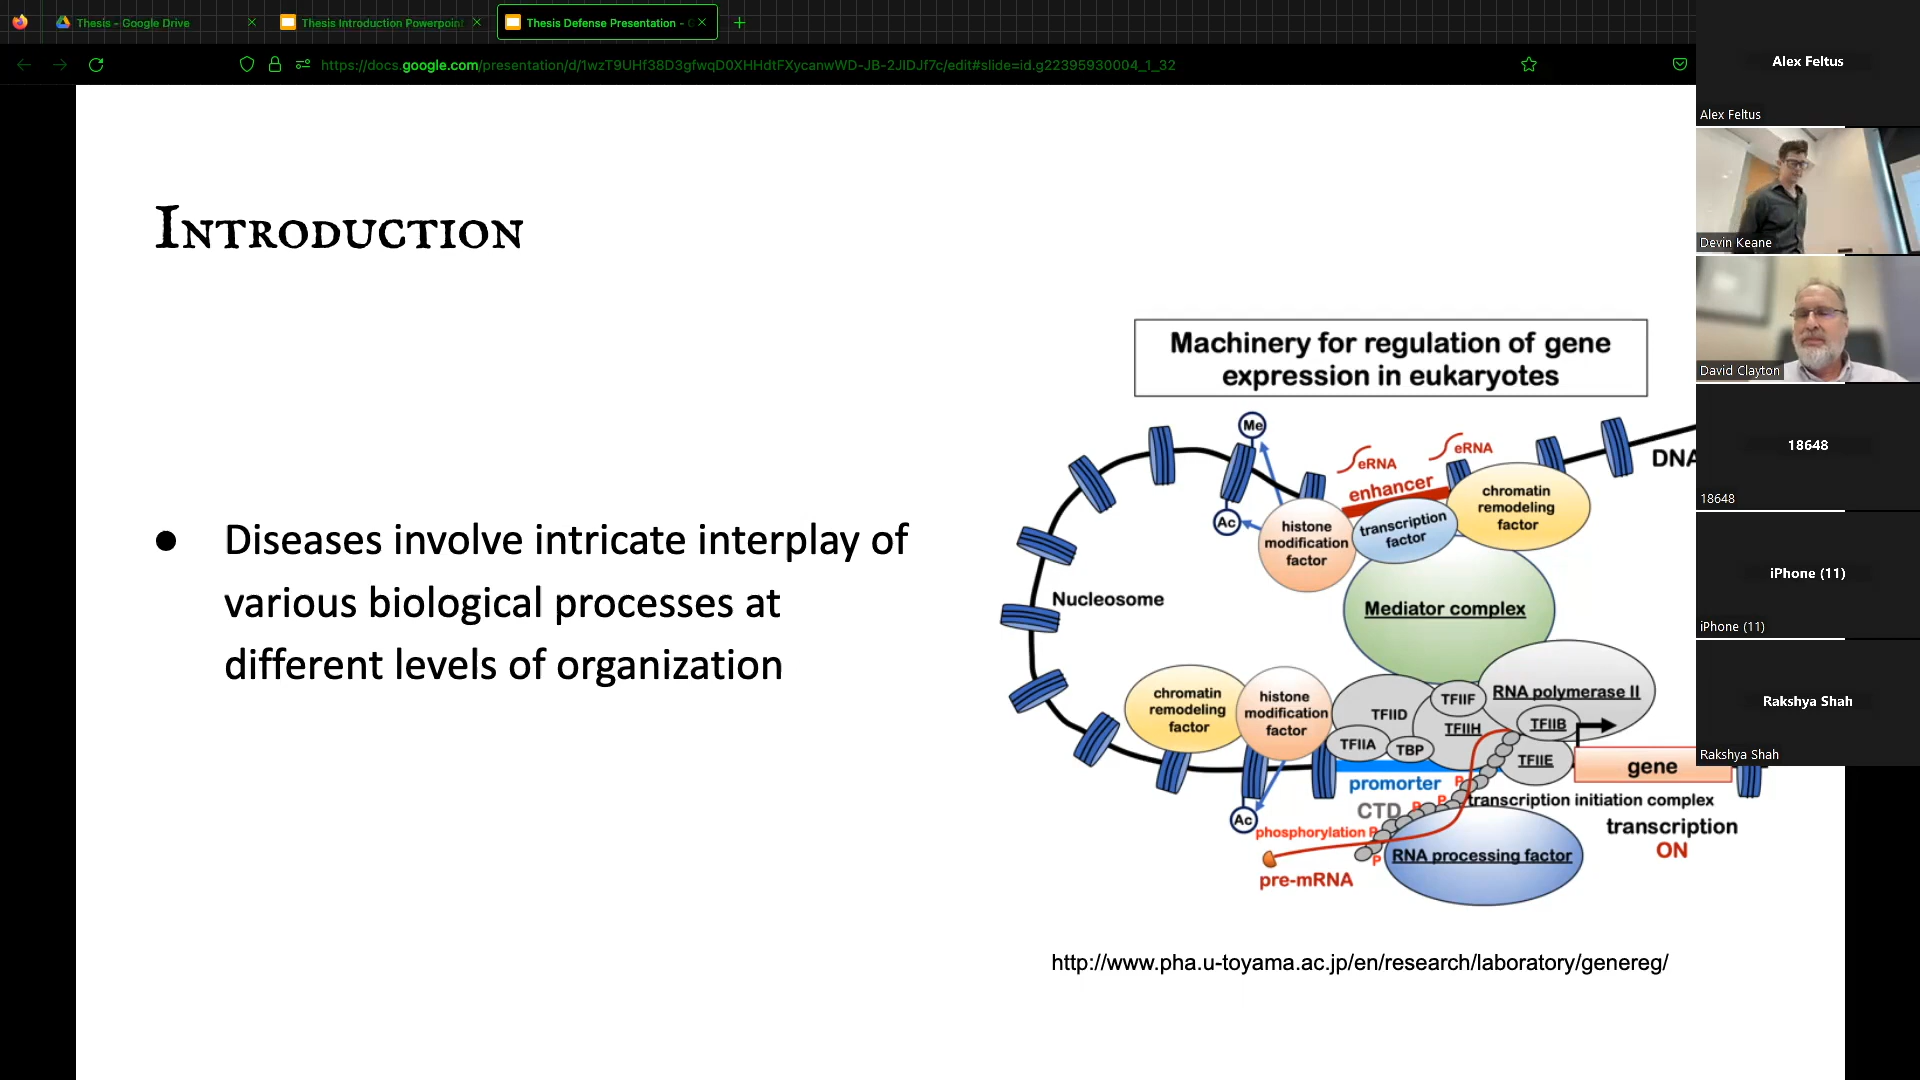 Thesis - Google Drive
Thesis Introduction Powerpoint
Thesis Defense Presentation -
https://docs.google.com/presentation/d/1wzT9UHf38D3gfwqD0XHHdtFXycanwWD-JB-2JIDJf7c/edit#slide=id.g22395930004_1_32
Introduction
Diseases involve intricate interplay of
various biological processes at
different levels of organization
Machinery for regulation of gene
expression in eukaryotes
Me
eRNA
eRNA
DNA
enhancer
Ac
histone
modification
factor
transcription
factor
chromatin
remodeling
factor
Nucleosome
Mediator complex
chromatin
remodeling
factor
histone
modification
factor
TFIID
TFIIF
RNA polymerase II
TFIIH
TFIIB
TFIIA
TBP
TFIIE
gene
promoter
P
transcription initiation complex
CTD
P
P
transcription
ON
Ac
phosphorylation
P
P
RNA processing factor
pre-mRNA
http://www.pha.u-toyama.ac.jp/en/research/laboratory/genereg/
Alex Feltus
Alex Feltus
Devin Keane
David Clayton
18648
18648
iPhone (11)
iPhone (11)
Rakshya Shah
Rakshya Shah